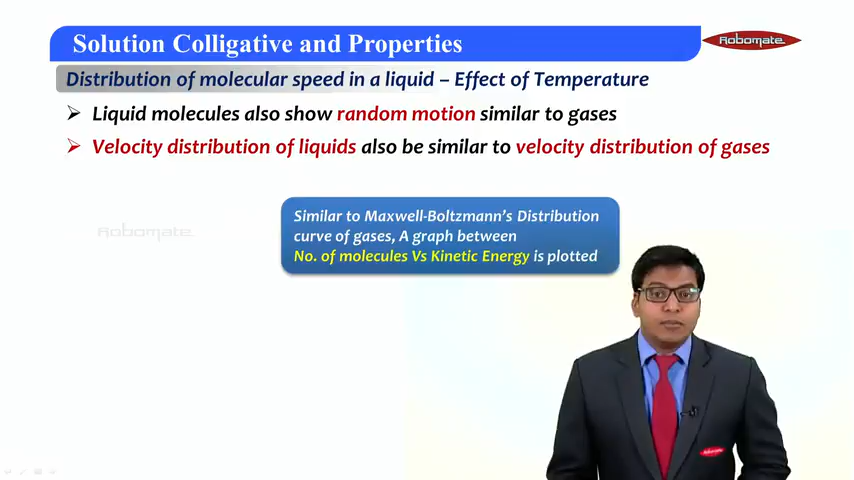 Solution Colligative and Properties
Robomate
Distribution of molecular speed in a liquid – Effect of Temperature
➢ Liquid molecules also show random motion similar to gases
➢ Velocity distribution of liquids also be similar to velocity distribution of gases
Robomate
Similar to Maxwell-Boltzmann's Distribution
curve of gases, A graph between
No. of molecules Vs Kinetic Energy is plotted
Robomate